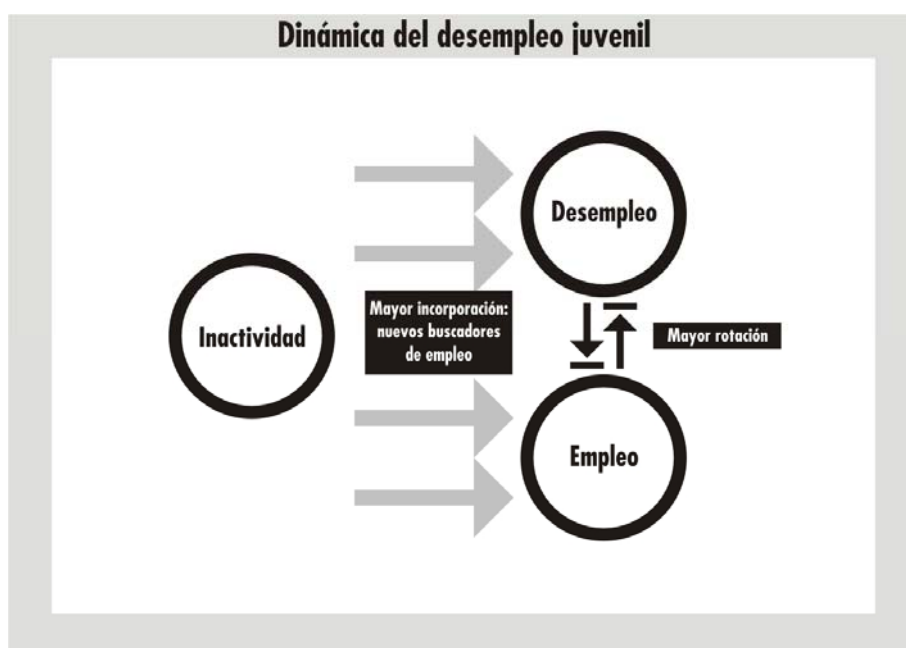 Dinámica del desempleo juvenil
Desempleo
Inactividad
Mayor incorporación:
nuevos buscadores
de empleo
Mayor rotación
Empleo